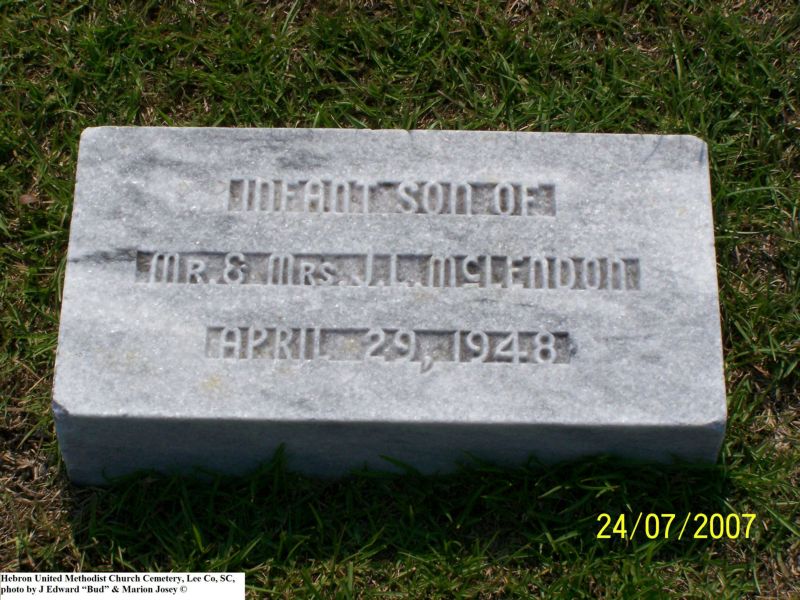 INFANT SON OF
MR. & MRS. J. L. McLENDON
APRIL 29, 1948
24/07/2007
Hebron United Methodist Church Cemetery, Lee Co, SC,
photo by J Edward “Bud” & Marion Josey ©